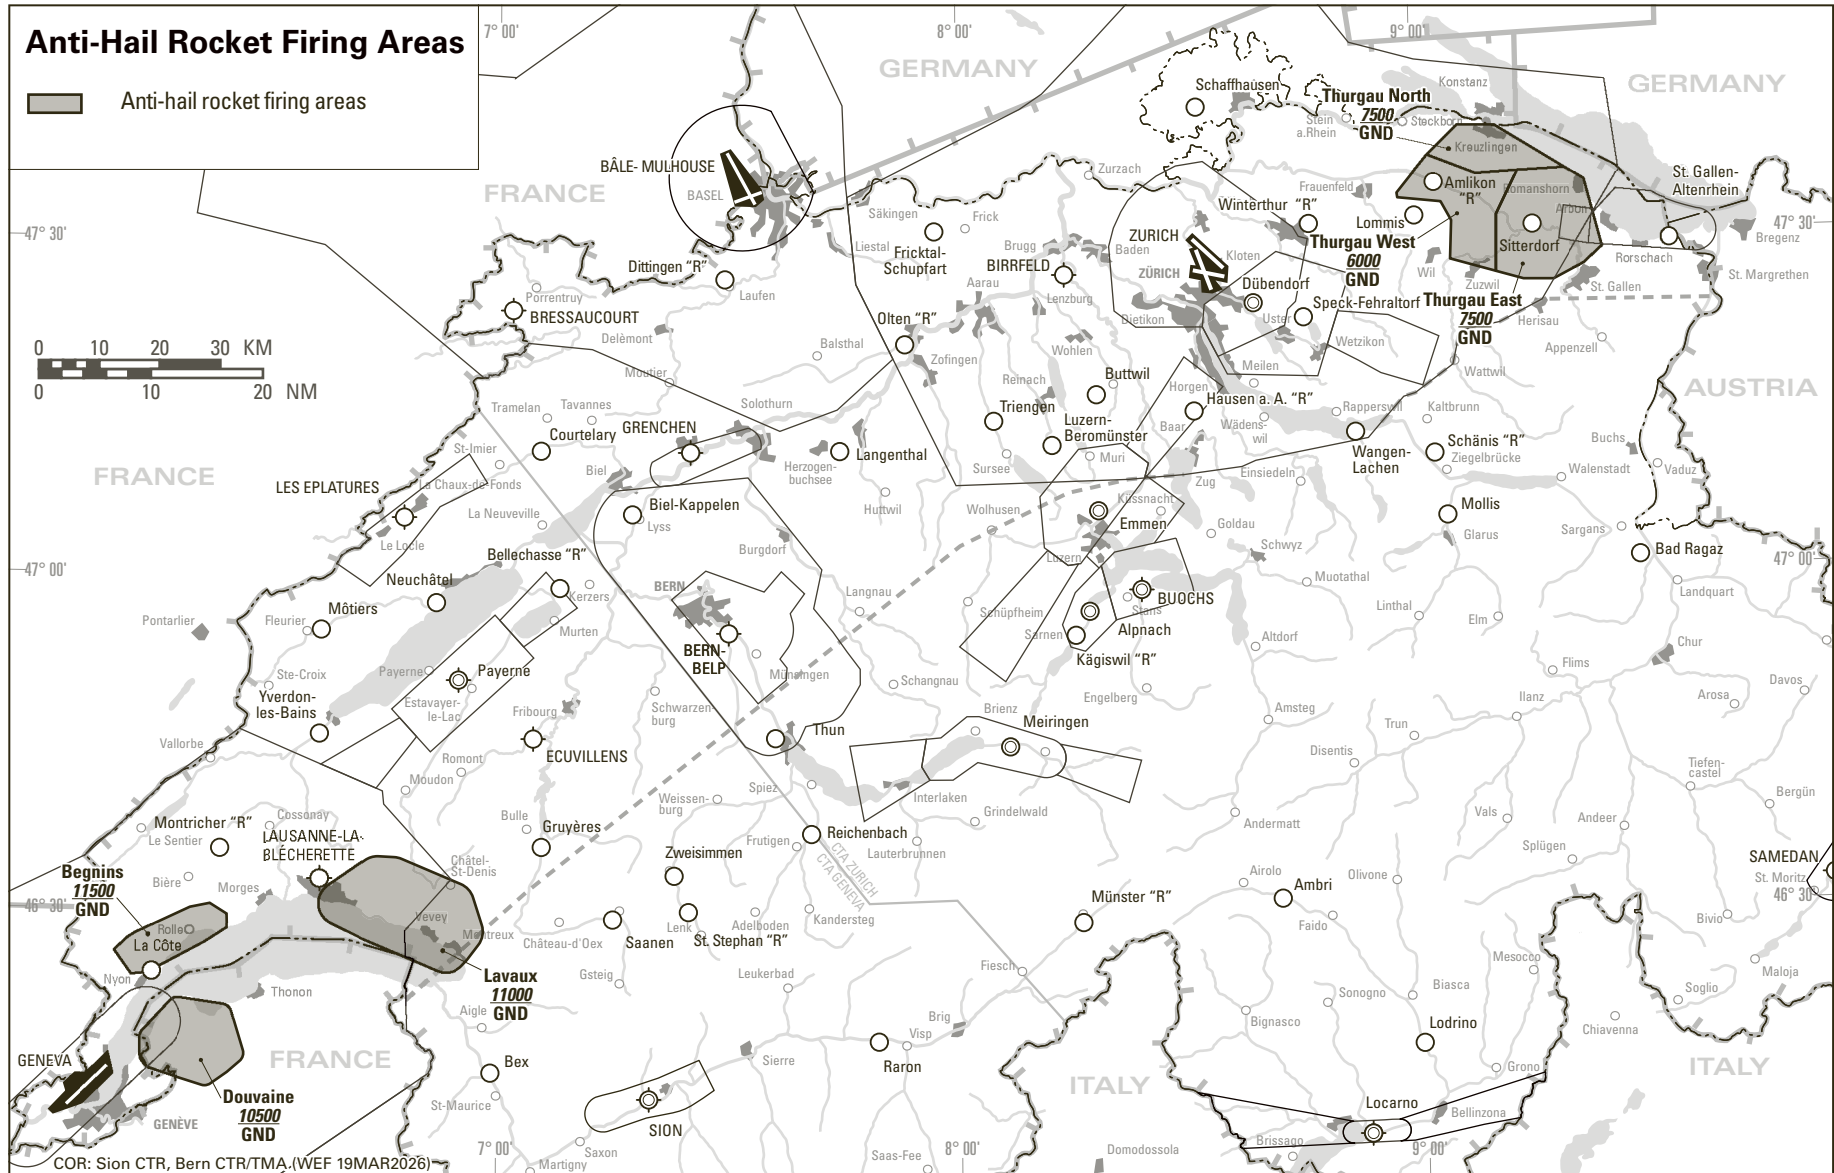 Anti-Hail Rocket Firing Areas
Anti-hail rocket firing areas
7° 00'
8° 00'
9° 00'
GERMANY
GERMANY
Konstanz
Schaffhausen
Thurgau North
7500
GND
Stein
a.Rhein
Steckborn
Kreuzlingen
BÂLE- MULHOUSE
BASEL
FRANCE
Zurzach
Frauenfeld
Amlikon
"R"
Romanshorn
St. Gallen-
Altenrhein
Säkingen
Frick
Winterthur "R"
Lommis
Arbon
47° 30'
47° 30'
Liestal
Fricktal-
Schupfart
Brugg
Baden
ZURICH
Kloten
Thurgau West
6000
GND
Sitterdorf
Bregenz
Rorschach
Dittingen "R"
Laufen
BIRRFELD
ZÜRICH
Wil
Zuzwil
St. Gallen
St. Margrethen
Porrentruy
BRESSAUCOURT
Aarau
Lenzburg
Dübendorf
Speck-Fehraltorf
Thurgau East
7500
GND
Herisau
Dietikon
Uster
Olten "R"
Delèmont
Balsthal
Zofingen
Wohlen
Wetzikon
Appenzell
0 10 20 30 KM
0 10 20 NM
Moutier
Reinach
Buttwil
Horgen
Meilen
Wattwil
AUSTRIA
Tramelan
Tavannes
Solothurn
Triengen
Hausen a. A. "R"
Rapperswil
Kaltbrunn
St-Imier
Courtelary
GRENCHEN
Luzern-
Beromünster
Baar
Wädens-
wil
Biel
Langenthal
Herzogen-
buchsee
Sursee
Muri
Wangen-
Lachen
Schänis "R"
Ziegelbrücke
Buchs
Vaduz
Walenstadt
FRANCE
LES EPLATURES
La Chaux-de-Fonds
Einsiedeln
Zug
Biel-Kappelen
Lyss
Huttwil
Wolhusen
Küssnacht
Emmen
Goldau
Mollis
La Neuveville
Le Locle
Burgdorf
Luzern
Schwyz
Glarus
Sargans
Bad Ragaz
Bellechasse "R"
47° 00'
47° 00'
Neuchâtel
Kerzers
BERN
Langnau
Muotathal
Landquart
Môtiers
Fleurier
Murten
Schüpfheim
Stans
BUOCHS
Linthal
Elm
Pontarlier
BERN-
BELP
Sarnen
Alpnach
Kägiswil "R"
Altdorf
Chur
Ste-Croix
Payerne
Payerne
Münsingen
Schangnau
Engelberg
Flims
Yverdon-
les-Bains
Estavayer-
le-Lac
Fribourg
Schwarzen-
burg
Brienz
Meiringen
Amsteg
Ilanz
Arosa
Davos
Vallorbe
Romont
ECUVILLENS
Thun
Trun
Disentis
Moudon
Spiez
Interlaken
Grindelwald
Tiefen-
castel
Weissen-
burg
Bergün
Cossonay
Montricher "R"
Le Sentier
LAUSANNE-LA-
BLÉCHERETTE
Bulle
Gruyères
Frutigen
Reichenbach
Lauterbrunnen
Andermatt
Vals
Andeer
Châtel-
St-Denis
Zweisimmen
CTA ZÜRICH
CTA GENEVA
Splügen
SAMEDAN
Begnins
11500
GND
Bière
Morges
Airolo
Ambri
Olivone
St. Moritz
46° 30'
46° 30'
Rolle
La Côte
Vevey
Montreux
Château-d'Oex
Saanen
Lenk
St. Stephan "R"
Adelboden
Kandersteg
Münster "R"
Faido
Bivio
Nyon
Thonon
Lavaux
11000
GND
Gsteig
Leukerbad
Fiesch
Mesocco
Maloja
Soglio
Aigle
Sonogno
Biasca
Bignasco
Lodrino
Chiavenna
GENEVA
FRANCE
Bex
Brig
Visp
Raron
Sierre
ITALY
ITALY
Grono
Douvaine
10500
GND
St-Maurice
Locarno
Bellinzona
GENÈVE
SION
Brissago
COR: Sion CTR, Bern CTR/TMA (WEF 19MAR2026)
7° 00'
Saxon
Martigny
Saas-Fee
8° 00'
Domodossola
9° 00'